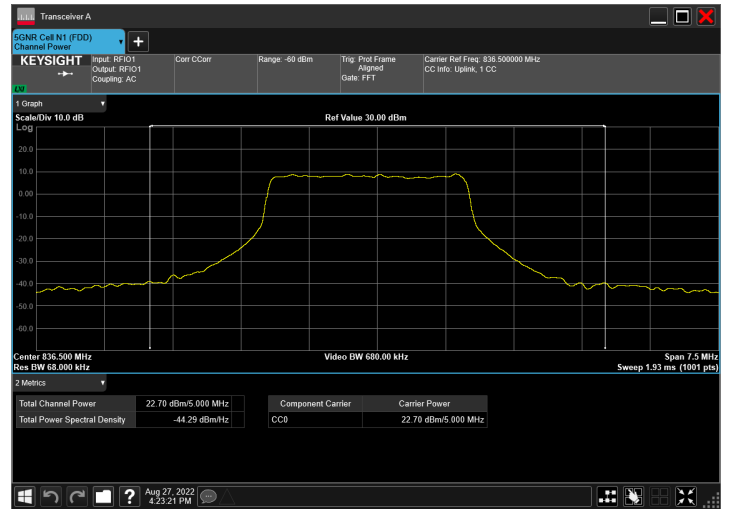 Transceiver A
5GNR Cell N1 (FDD)
Channel Power
KEYSIGHT
LXI
Input: RFIO1
Output: RFIO1
Coupling: AC
Corr CCorr
Range: -60 dBm
Trig: Prot Frame
Aligned
Gate: FFT
Carrier Ref Freq: 836.500000 MHz
CC Info: Uplink, 1 CC
1 Graph
Scale/Div 10.0 dB
Ref Value 30.00 dBm
Log
20.0
10.0
0.00
-10.0
-20.0
-30.0
-40.0
-50.0
-60.0
Center 836.500 MHz
Video BW 680.00 kHz
Span 7.5 MHz
Res BW 68.000 kHz
Sweep 1.93 ms (1001 pts)
2 Metrics
Total Channel Power 22.70 dBm/5.000 MHz
Total Power Spectral Density -44.29 dBm/Hz
Component Carrier Carrier Power
CC0 22.70 dBm/5.000 MHz
?
Aug 27, 2022
4:23:21 PM